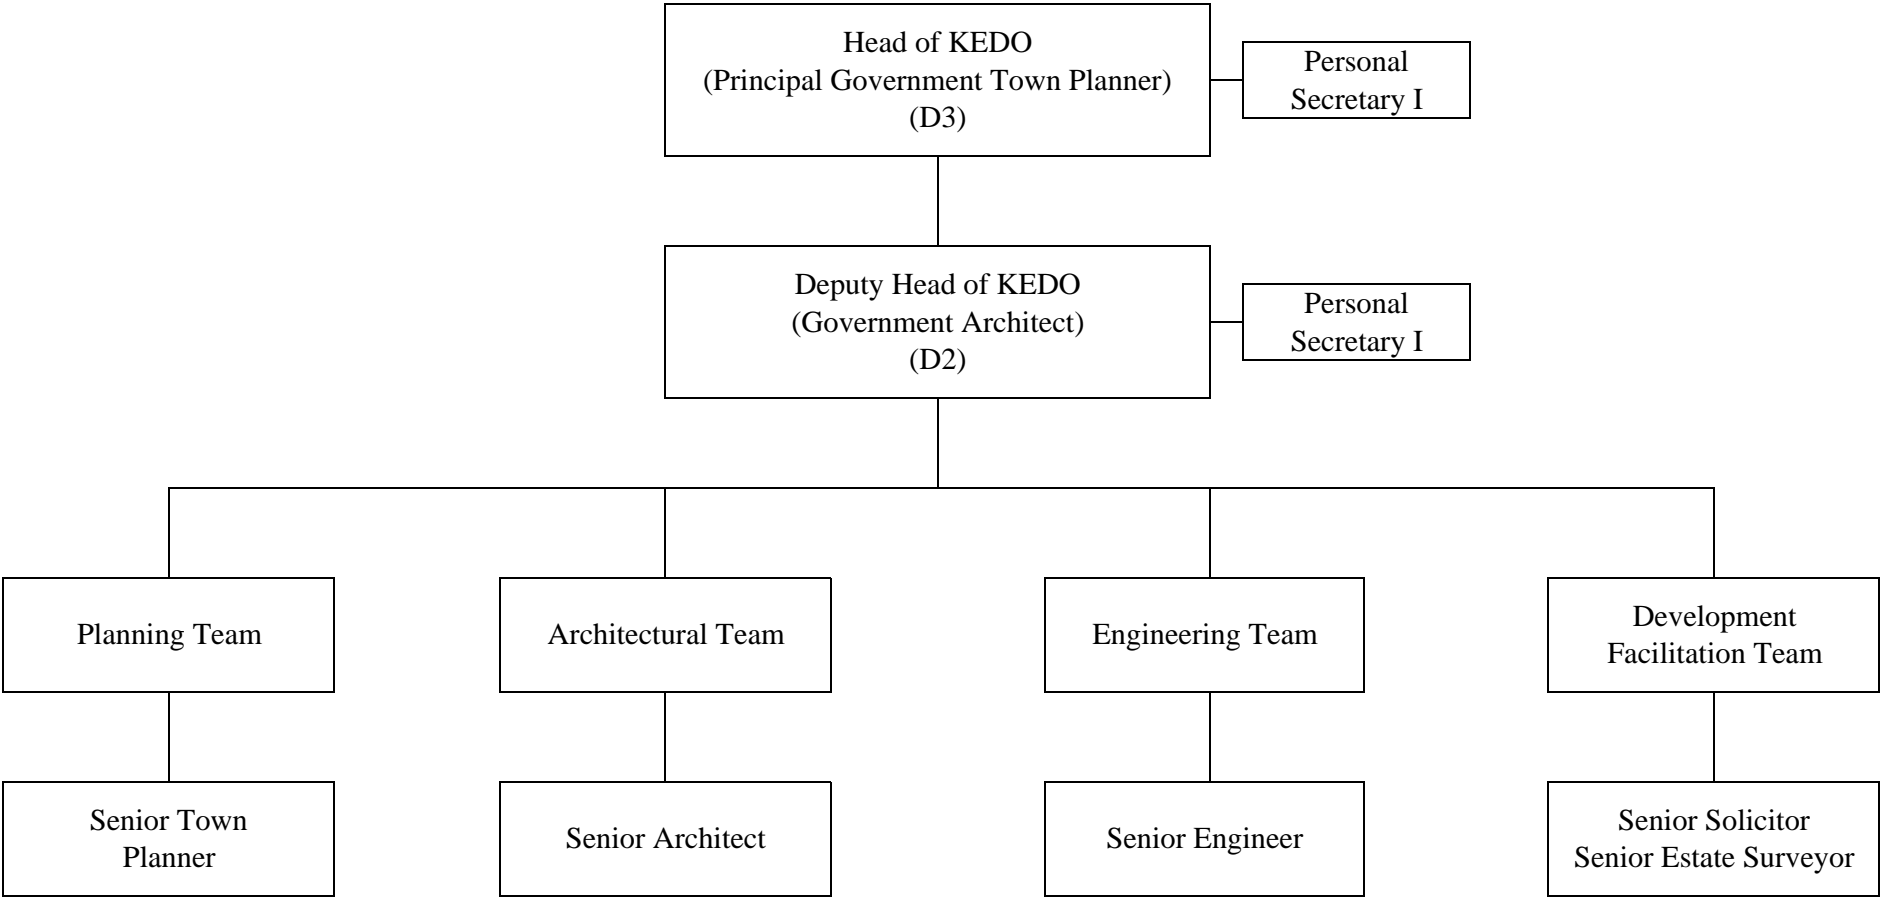 Head of KEDO
(Principal Government Town Planner)
(D3)
Personal
Secretary I
Deputy Head of KEDO
(Government Architect)
(D2)
Personal
Secretary I
Planning Team
Architectural Team
Engineering Team
Development
Facilitation Team
Senior Town
Planner
Senior Architect
Senior Engineer
Senior Solicitor
Senior Estate Surveyor